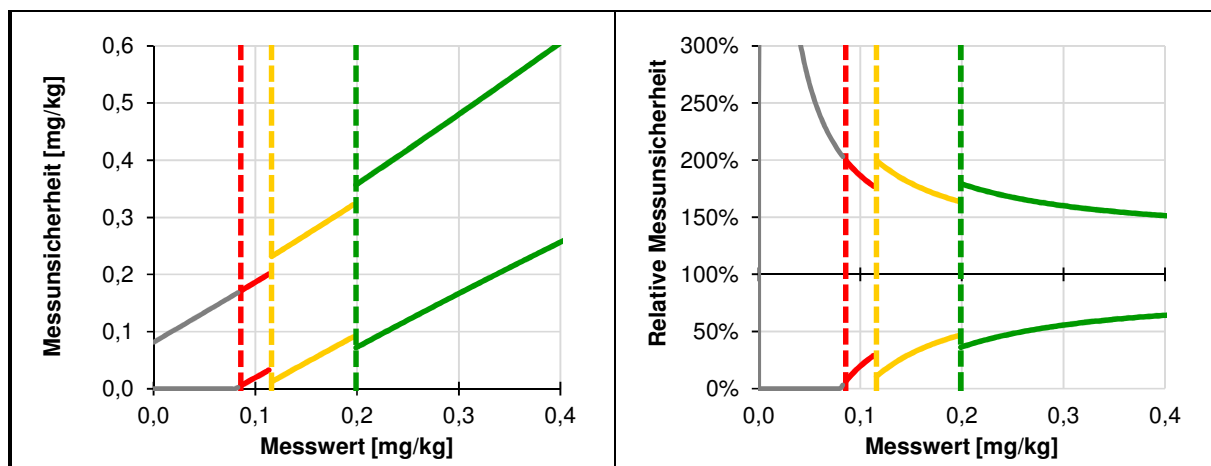 Messunsicherheit [mg/kg]
0,6
0,5
0,4
0,3
0,2
0,1
0,0
0,0 0,1 0,2 0,3 0,4
Messwert [mg/kg]
Relative Messunsicherheit
300%
250%
200%
150%
100%
50%
0%
0,0 0,1 0,2 0,3 0,4
Messwert [mg/kg]